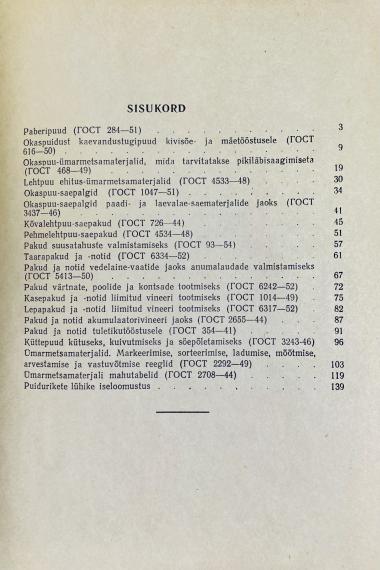 SISUKORD
Paberipuud (ГОСТ 284—51) . . . . . . . . . 3
Okaspuidust kaevandustugipuud kivisöe- ja mäetööstusele (ГОСТ
616—50) . . . . . . . . . . . . . 9
Okaspuu-ümarmetsamaterjalid, mida tarvitatakse pikiläbisaagimiseta
(ГОСТ 468—49) . . . . . . . . . . . 19
Lehtpuu ehitus-ümarmetsamaterjalid (ГОСТ 4533—48) . . . . 30
Okaspuu-saepalgid (ГОСТ 1047—51) . . . . . . . 34
Okaspuu-saepalgid paadi- ja laevalae-saematerjalide jaoks (ГОСТ
3437—46) . . . . . . . . . . . . 41
Kõvalehtpuu-saepakud (ГОСТ 726—44) . . . . . . 45
Pehmelehtpuu-saepakud (ГОСТ 4534—48) . . . . . . 51
Pakud suusatahuste valmistamiseks (ГОСТ 93—54) . . . . 57
Taarapakud ja -notid (ГОСТ 6334—52) . . . . . . 61
Pakud ja notid vedelaine-vaatide jaoks anumalaudade valmistamiseks
(ГОСТ 5413—50) . . . . . . . . . . . 67
Pakud värtnate, poolide ja kontsade tootmiseks (ГОСТ 6242—52) . . 72
Kasepakud ja -notid liimitud vineeri tootmiseks (ГОСТ 1014—49) . . 75
Lepapakud ja -notid liimitud vineeri tootmiseks (ГОСТ 6317—52) . . 82
Pakud ja notid akumulaatorivineeri jaoks (ГОСТ 2655—44) . . . 87
Pakud ja notid tuletikutööstusele (ГОСТ 354—41) . . . . 91
Küttepuud kütuseks, kuivutmiseks ja söepõletamiseks (ГОСТ 3243-46) 96
Ümarmetsamaterjalid. Markeerimise, sorteerimise, ladumise, mõõtmise,
arvestamise ja vastuvõtmise reeglid (ГОСТ 2292—49) . . . . 103
Ümarmetsamaterjali mahutabelid (ГОСТ 2708—44) . . . . 119
Puidurikete lühike iseloomustus . . . . . . . . 139